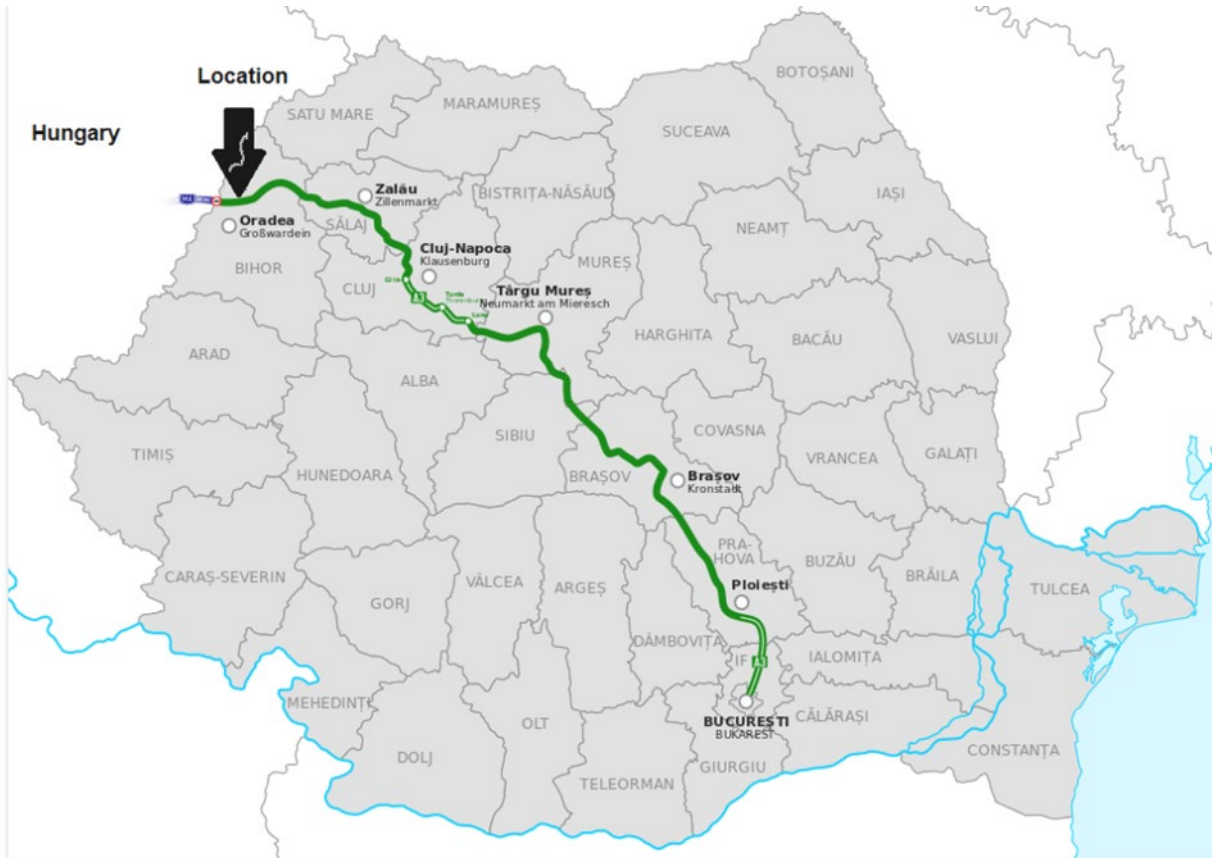 Location
Hungary
BOTOȘANI
MARAMUREȘ
SATU MARE
SUCEAVA
Zalău
Zillenmarkt
BISTRIȚA-NĂSĂUD
IAȘI
Oradea
Großwardein
SĂLAJ
NEAMȚ
Cluj-Napoca
Klausenburg
BIHOR
MUREȘ
CLUJ
A3
Târgu Mureș
Neumarkt am Mieresch
HARGHITA
BACĂU
VASLUI
ARAD
ALBA
SIBIU
COVASNA
TIMIȘ
HUNEDOARA
BRAȘOV
Brașov
Kronstadt
VRANCEA
GALAȚI
PRA-
HOVA
CARAȘ-SEVERIN
VÂLCEA
ARGEȘ
BUZĂU
BRĂILA
TULCEA
GORJ
Ploiești
DÂMBOVIȚA
IF
A3
IALOMIȚA
MEHEDINȚI
OLT
BUCUREȘTI
BUKAREST
CĂLĂRAȘI
DOLJ
CONSTANȚA
TELEORMAN
GIURGIU